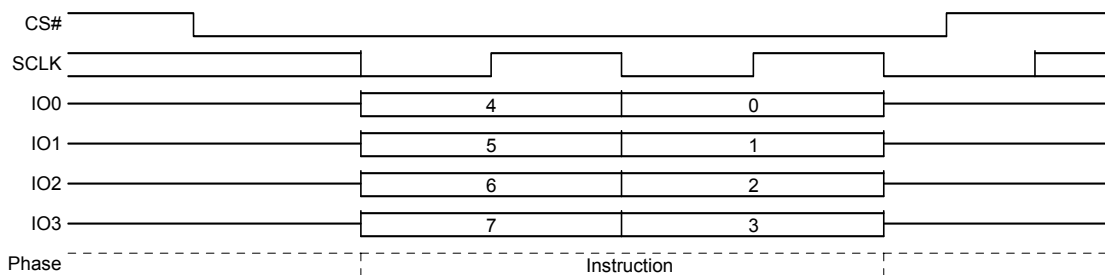 CS#
SCLK
IO0 4 0
IO1 5 1
IO2 6 2
IO3 7 3
Phase Instruction